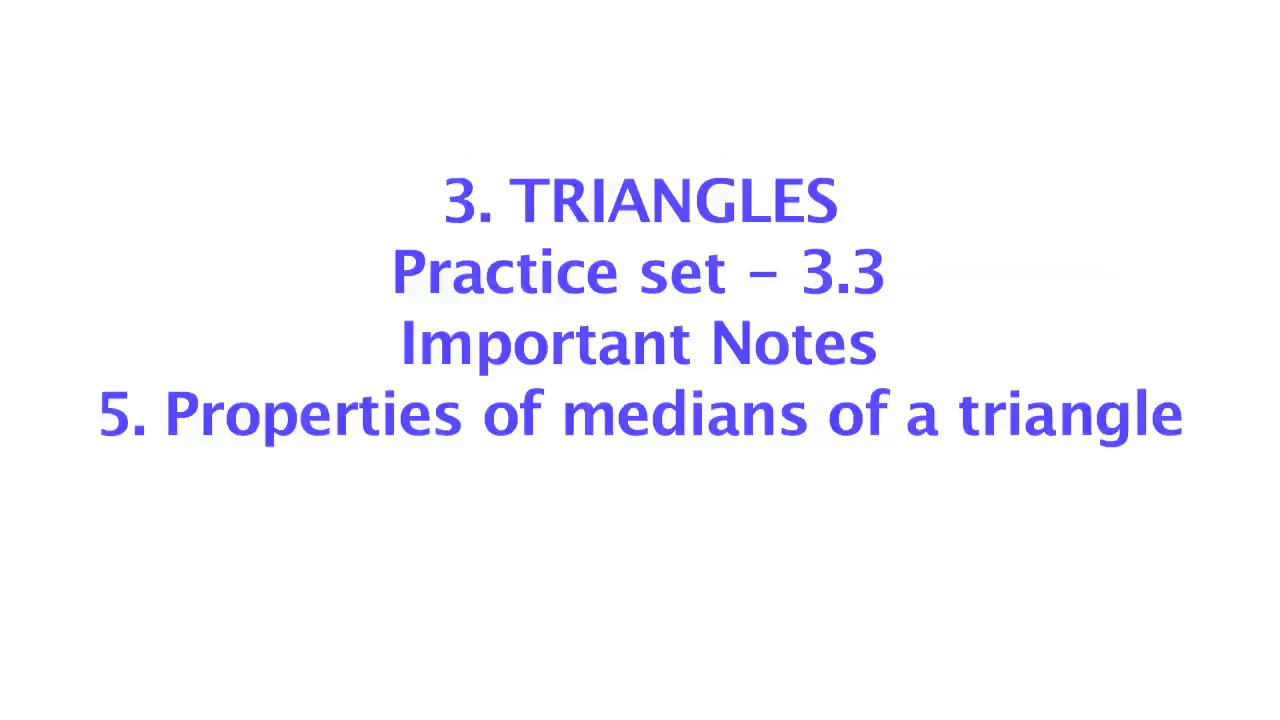 3. TRIANGLES
Practice set - 3.3
Important Notes
5. Properties of medians of a triangle